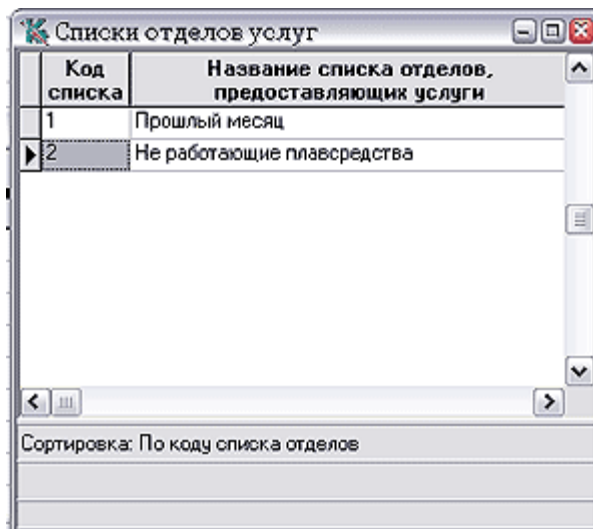 Списки отделов услуг
Код списка
Название списка отделов,
предоставляющих услуги
1 Прошлый месяц
2 Не работающие плавсредства
Сортировка: По коду списка отделов